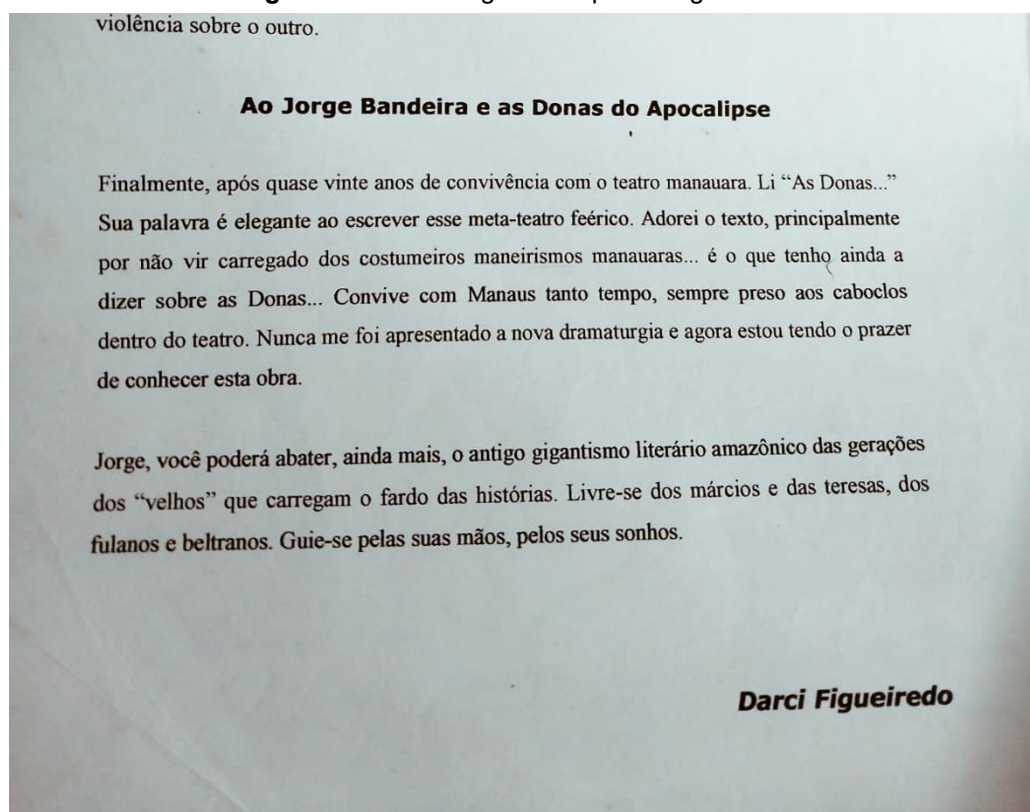 violência sobre o outro.
Ao Jorge Bandeira e as Donas do Apocalipse
Finalmente, após quase vinte anos de convivência com o teatro manauara. Li “As Donas...”
Sua palavra é elegante ao escrever esse meta-teatro feérico. Adorei o texto, principalmente
por não vir carregado dos costumeiros maneirismos manauaras... é o que tenho ainda a
dizer sobre as Donas... Convive com Manaus tanto tempo, sempre preso aos caboclos
dentro do teatro. Nunca me foi apresentado a nova dramaturgia e agora estou tendo o prazer
de conhecer esta obra.
Jorge, você poderá abater, ainda mais, o antigo gigantismo literário amazônico das gerações
dos “velhos” que carregam o fardo das histórias. Livre-se dos márcios e das teresas, dos
fulanos e beltranos. Guie-se pelas suas mãos, pelos seus sonhos.
Darci Figueiredo